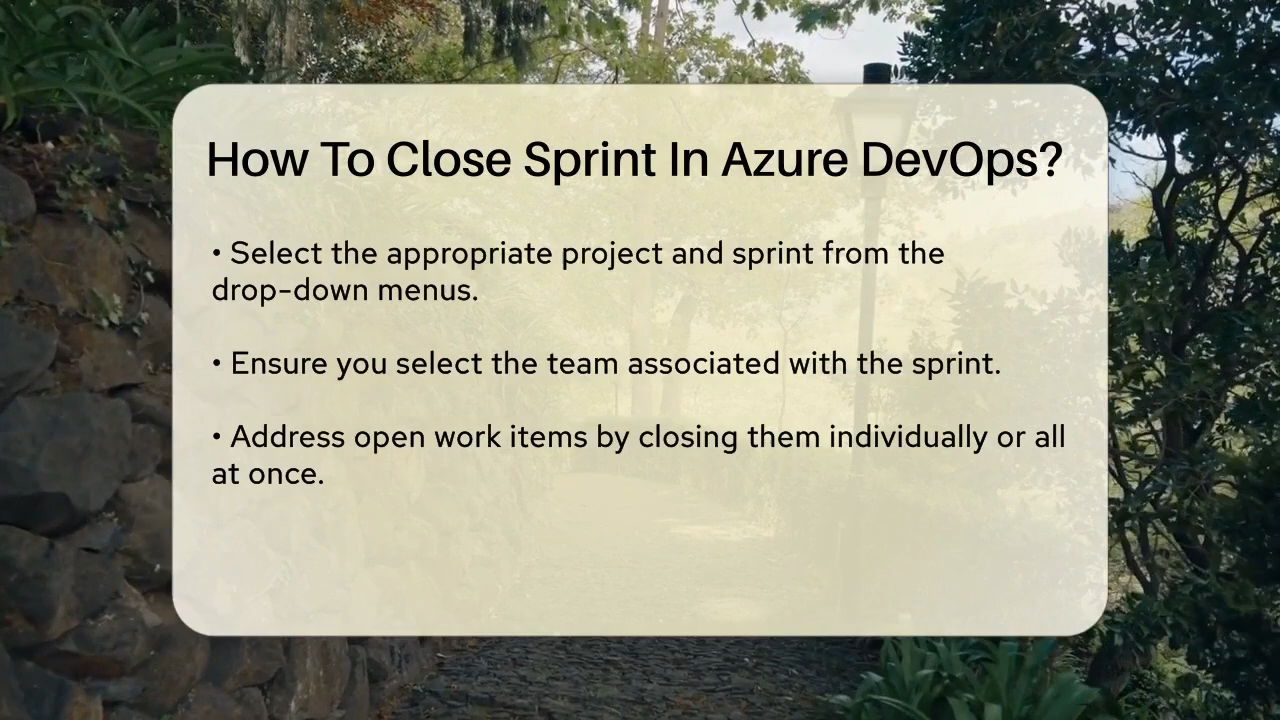 How To Close Sprint In Azure DevOps?
• Select the appropriate project and sprint from the
drop-down menus.
• Ensure you select the team associated with the sprint.
• Address open work items by closing them individually or all
at once.